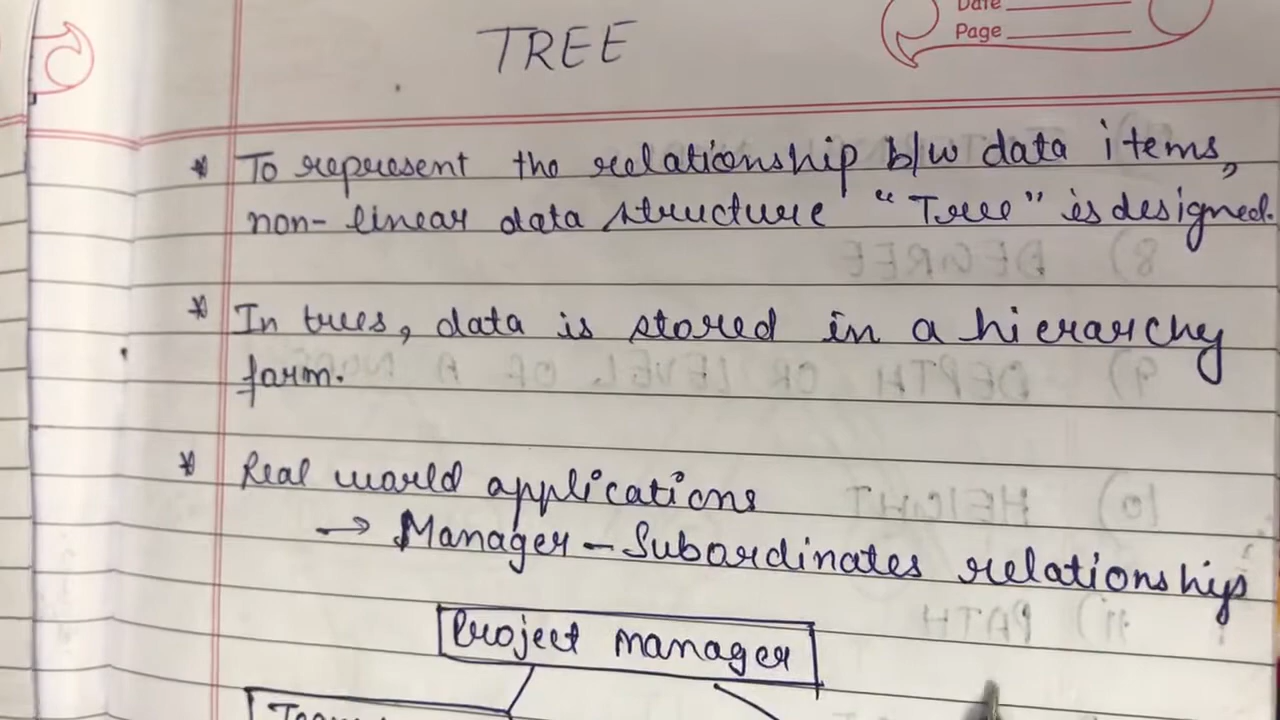 Date
Page
TREE
* To represent the relationship b/w data items,
non-linear data structure "Tree" is designed.
* In trees, data is stored in a hierarchy
form.
* Real world applications
→ Manager - Subordinates relationship
Project manager
8) DEGREE
9) DEPTH OR LEVEL OF A NODE
10) HEIGHT
11) PATH